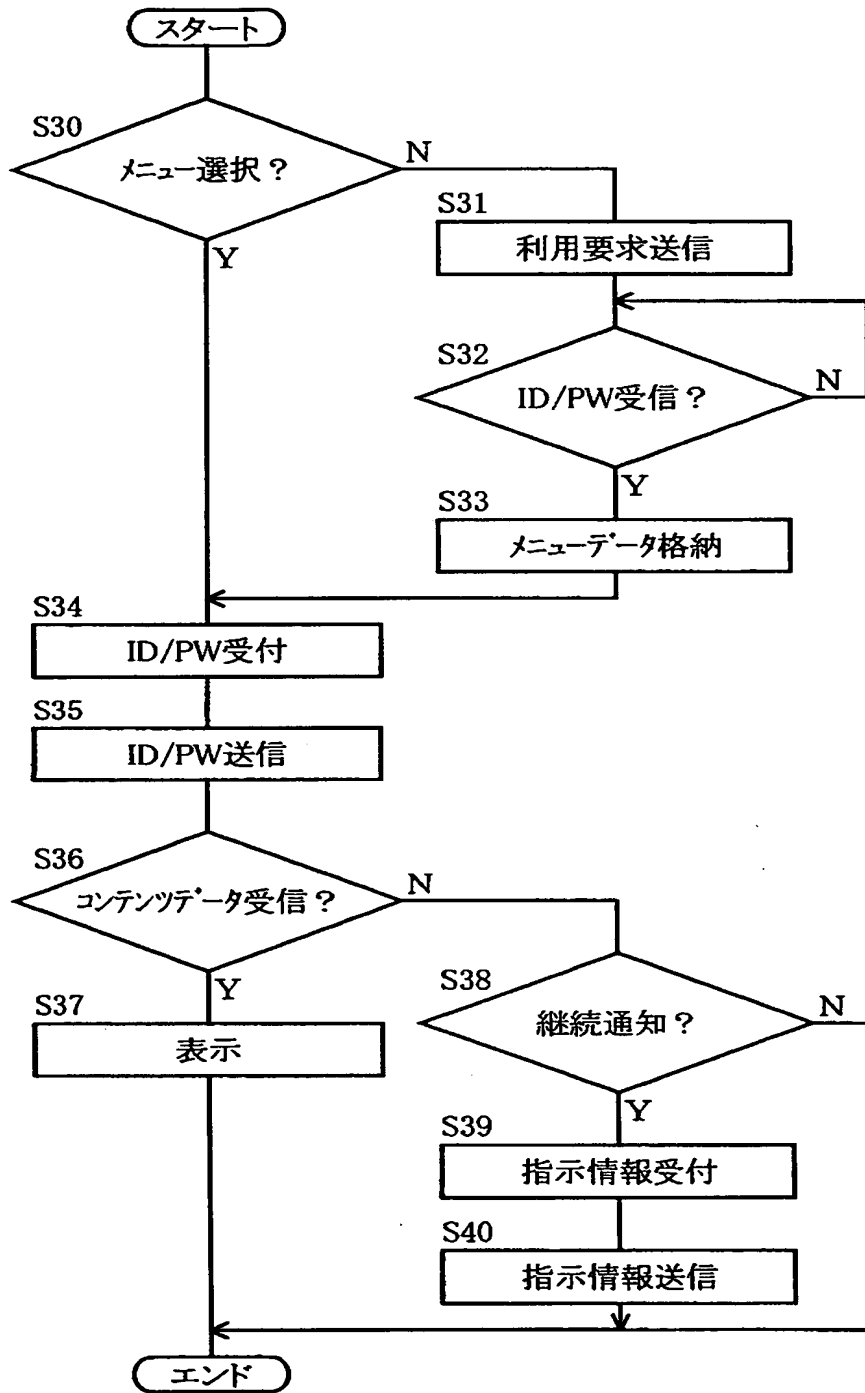 スタート
S30
メニュー選択？
N
Y
S31
利用要求送信
S32
ID/PW受信？
N
Y
S33
メニューデータ格納
S34
ID/PW受付
S35
ID/PW送信
S36
コンテンツデータ受信？
N
Y
S37
表示
S38
継続通知？
N
Y
S39
指示情報受付
S40
指示情報送信
エンド